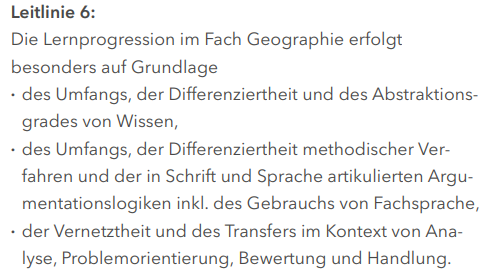 Leitlinie 6:
Die Lernprogression im Fach Geographie erfolgt
besonders auf Grundlage
· des Umfangs, der Differenziertheit und des Abstraktions-
grades von Wissen,
· des Umfangs, der Differenziertheit methodischer Ver-
fahren und der in Schrift und Sprache artikulierten Argu-
mentationslogiken inkl. des Gebrauchs von Fachsprache,
· der Vernetztheit und des Transfers im Kontext von Ana-
lyse, Problemorientierung, Bewertung und Handlung.